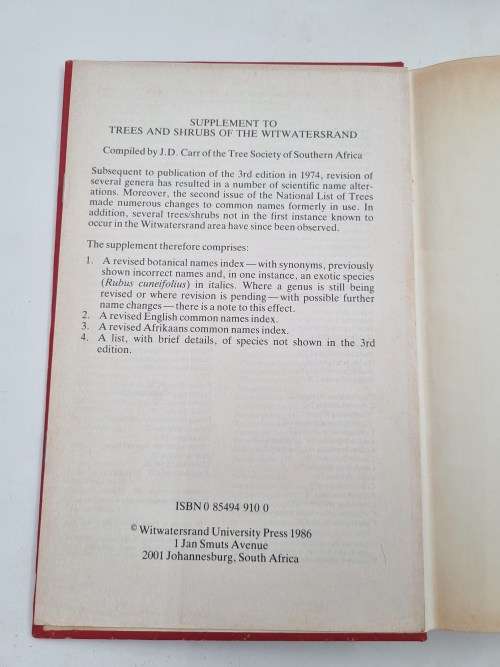 SUPPLEMENT TO
TREES AND SHRUBS OF THE WITWATERSRAND
Compiled by J.D. Carr of the Tree Society of Southern Africa
Subsequent to publication of the 3rd edition in 1974, revision of
several genera has resulted in a number of scientific name alter-
ations. Moreover, the second issue of the National List of Trees
made numerous changes to common names formerly in use. In
addition, several trees/shrubs not in the first instance known to
occur in the Witwatersrand area have since been observed.
The supplement therefore comprises:
1. A revised botanical names index — with synonyms, previously
shown incorrect names and, in one instance, an exotic species
(Rubus cuneifolius) in italics. Where a genus is still being
revised or where revision is pending — with possible further
name changes — there is a note to this effect.
2. A revised English common names index.
3. A revised Afrikaans common names index.
4. A list, with brief details, of species not shown in the 3rd
edition.
ISBN 0 85494 910 0
© Witwatersrand University Press 1986
1 Jan Smuts Avenue
2001 Johannesburg, South Africa